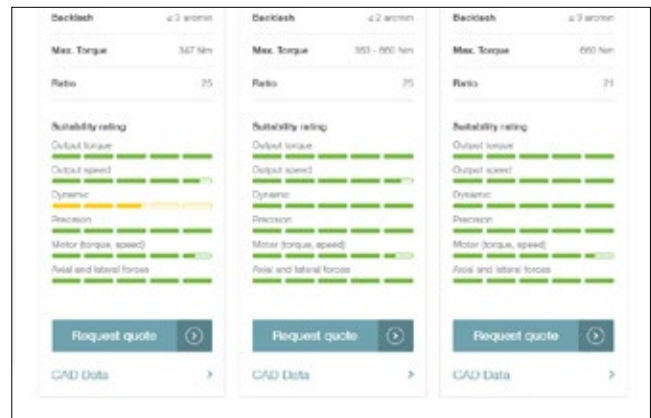 Backlash ≤ 3 arcmin
Max. Torque 347 Nm
Ratio 25
Suitability rating
Output torque
Output speed
Dynamic
Precision
Motor (torque, speed)
Axial and lateral forces
Request quote
CAD Data
Backlash ≤ 2 arcmin
Max. Torque 380 - 660 Nm
Ratio 25
Suitability rating
Output torque
Output speed
Dynamic
Precision
Motor (torque, speed)
Axial and lateral forces
Request quote
CAD Data
Backlash ≤ 3 arcmin
Max. Torque 660 Nm
Ratio 21
Suitability rating
Output torque
Output speed
Dynamic
Precision
Motor (torque, speed)
Axial and lateral forces
Request quote
CAD Data